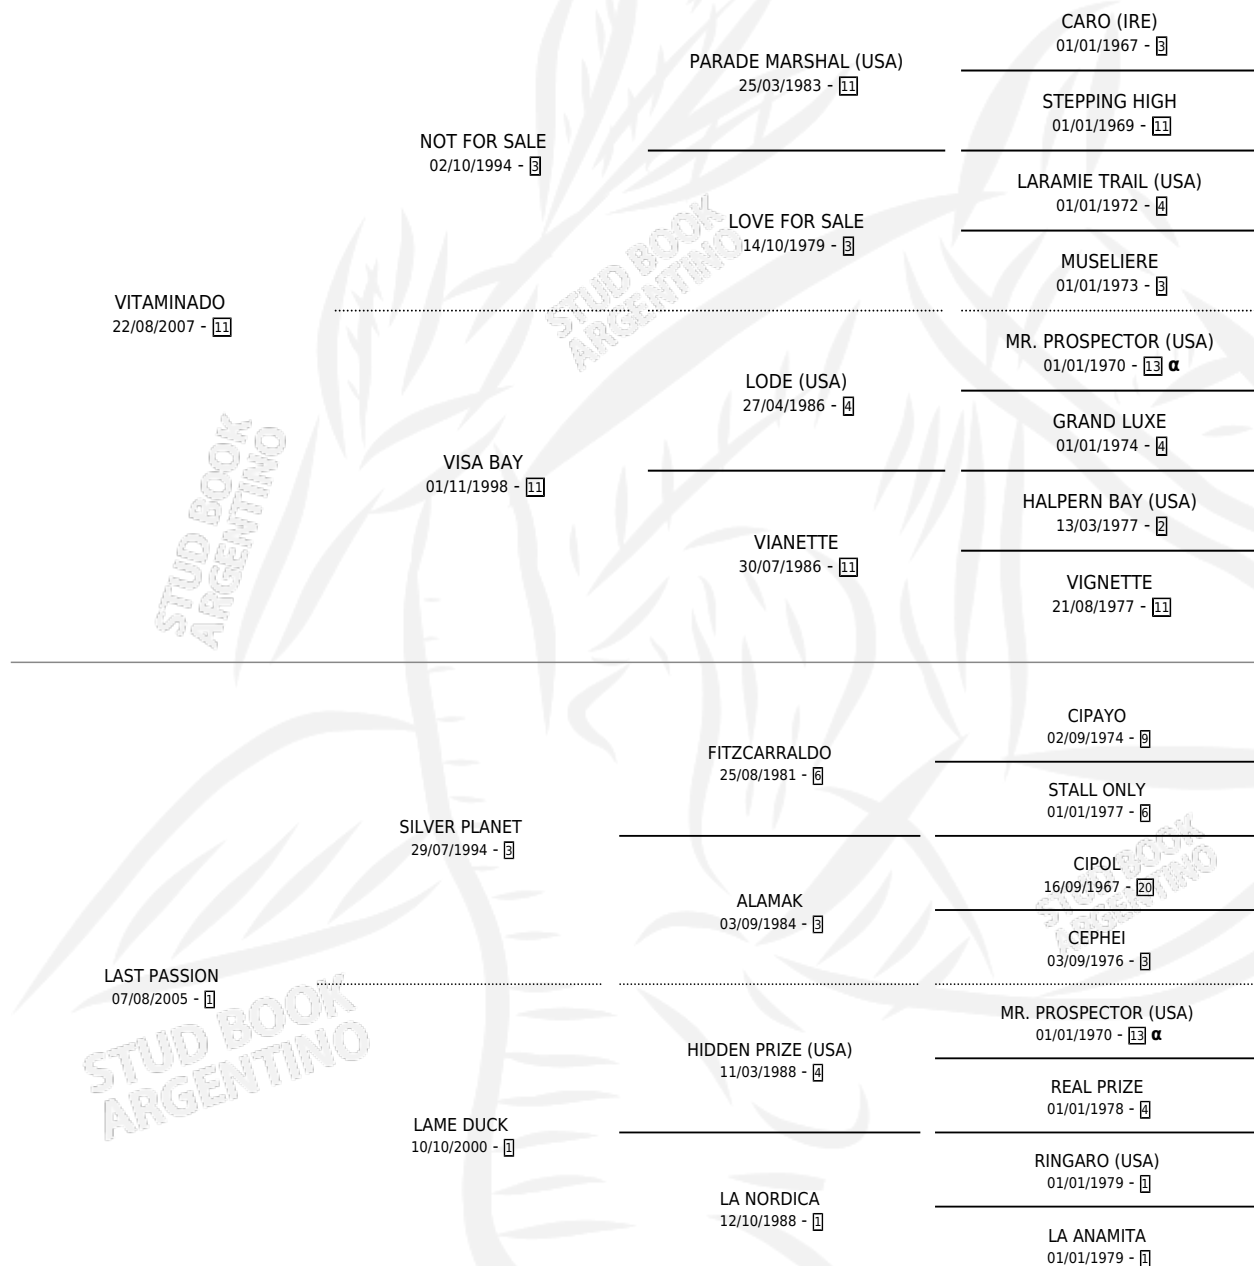 CARO (IRE)
01/01/1967 - 3
PARADE MARSHAL (USA)
25/03/1983 - 11
STEPPING HIGH
01/01/1969 - 11
NOT FOR SALE
02/10/1994 - 3
LARAMIE TRAIL (USA)
01/01/1972 - 4
LOVE FOR SALE
14/10/1979 - 3
MUSELIERE
01/01/1973 - 3
VITAMINADO
22/08/2007 - 11
MR. PROSPECTOR (USA)
01/01/1970 - 13 α
LODE (USA)
27/04/1986 - 4
GRAND LUXE
01/01/1974 - 4
VISA BAY
01/11/1998 - 11
HALPERN BAY (USA)
13/03/1977 - 2
VIANETTE
30/07/1986 - 11
VIGNETTE
21/08/1977 - 11
CIPAYO
02/09/1974 - 9
FITZCARRALDO
25/08/1981 - 6
STALL ONLY
01/01/1977 - 6
SILVER PLANET
29/07/1994 - 3
CIPOL
16/09/1967 - 20
ALAMAK
03/09/1984 - 3
CEPHEI
03/09/1976 - 3
LAST PASSION
07/08/2005 - 1
MR. PROSPECTOR (USA)
01/01/1970 - 13 α
HIDDEN PRIZE (USA)
11/03/1988 - 4
REAL PRIZE
01/01/1978 - 4
LAME DUCK
10/10/2000 - 1
RINGARO (USA)
01/01/1979 - 1
LA NORDICA
12/10/1988 - 1
LA ANAMITA
01/01/1979 - 1
STUD BOOK
ARGENTINO
STUD BOOK
ARGENTINO
STUD BOOK
ARGENTINO
STUD BOOK
ARGENTINO